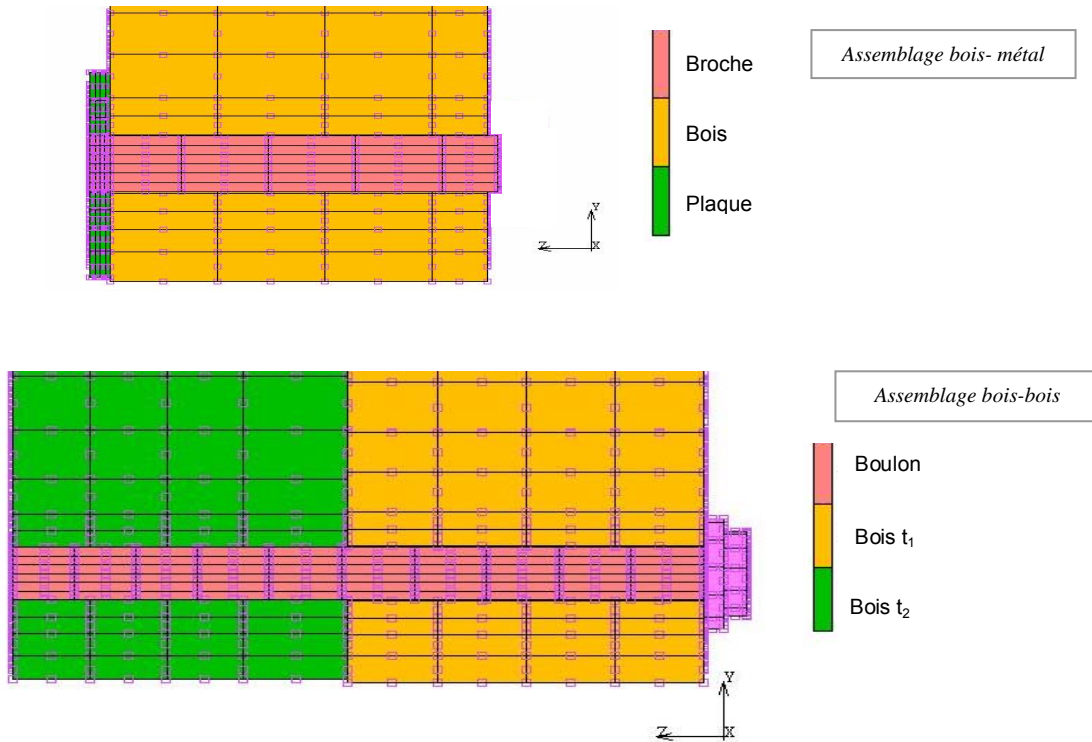 Assemblage bois- métal
Broche
Bois
Plaque
Y
Z
X
Assemblage bois-bois
Boulon
Bois t₁
Bois t₂
Y
Z
X